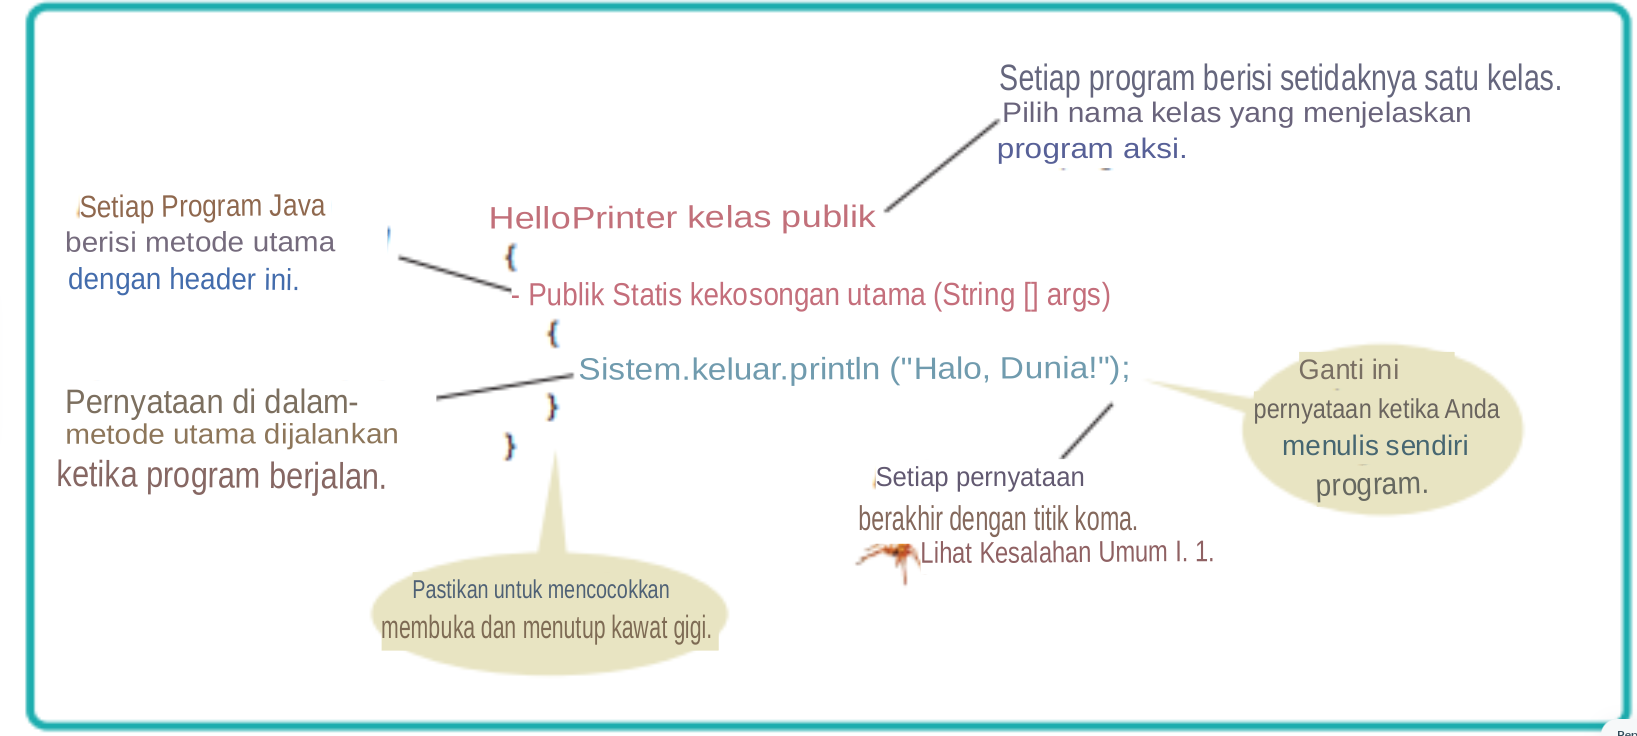 Setiap program berisi setidaknya satu kelas.
Pilih nama kelas yang menjelaskan
program aksi.
Setiap Program Java
berisi metode utama
dengan header ini.
HelloPrinter kelas publik
{
- Publik Statis kekosongan utama (String [] args)
{
Sistem.keluar.println ("Halo, Dunia!");
}
}
Pernyataan di dalam-
metode utama dijalankan
ketika program berjalan.
Ganti ini
pernyataan ketika Anda
menulis sendiri
program.
Setiap pernyataan
berakhir dengan titik koma.
Lihat Kesalahan Umum I. 1.
Pastikan untuk mencocokkan
membuka dan menutup kawat gigi.